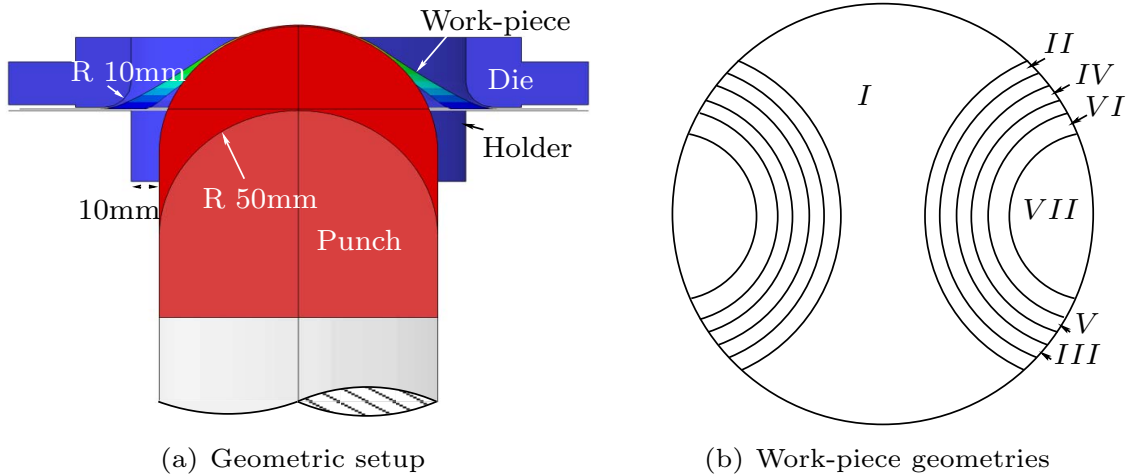 Work-piece
R 10mm
Die
Holder
10mm
R 50mm
Punch
(a) Geometric setup
II
IV
I
VI
VII
V
III
(b) Work-piece geometries